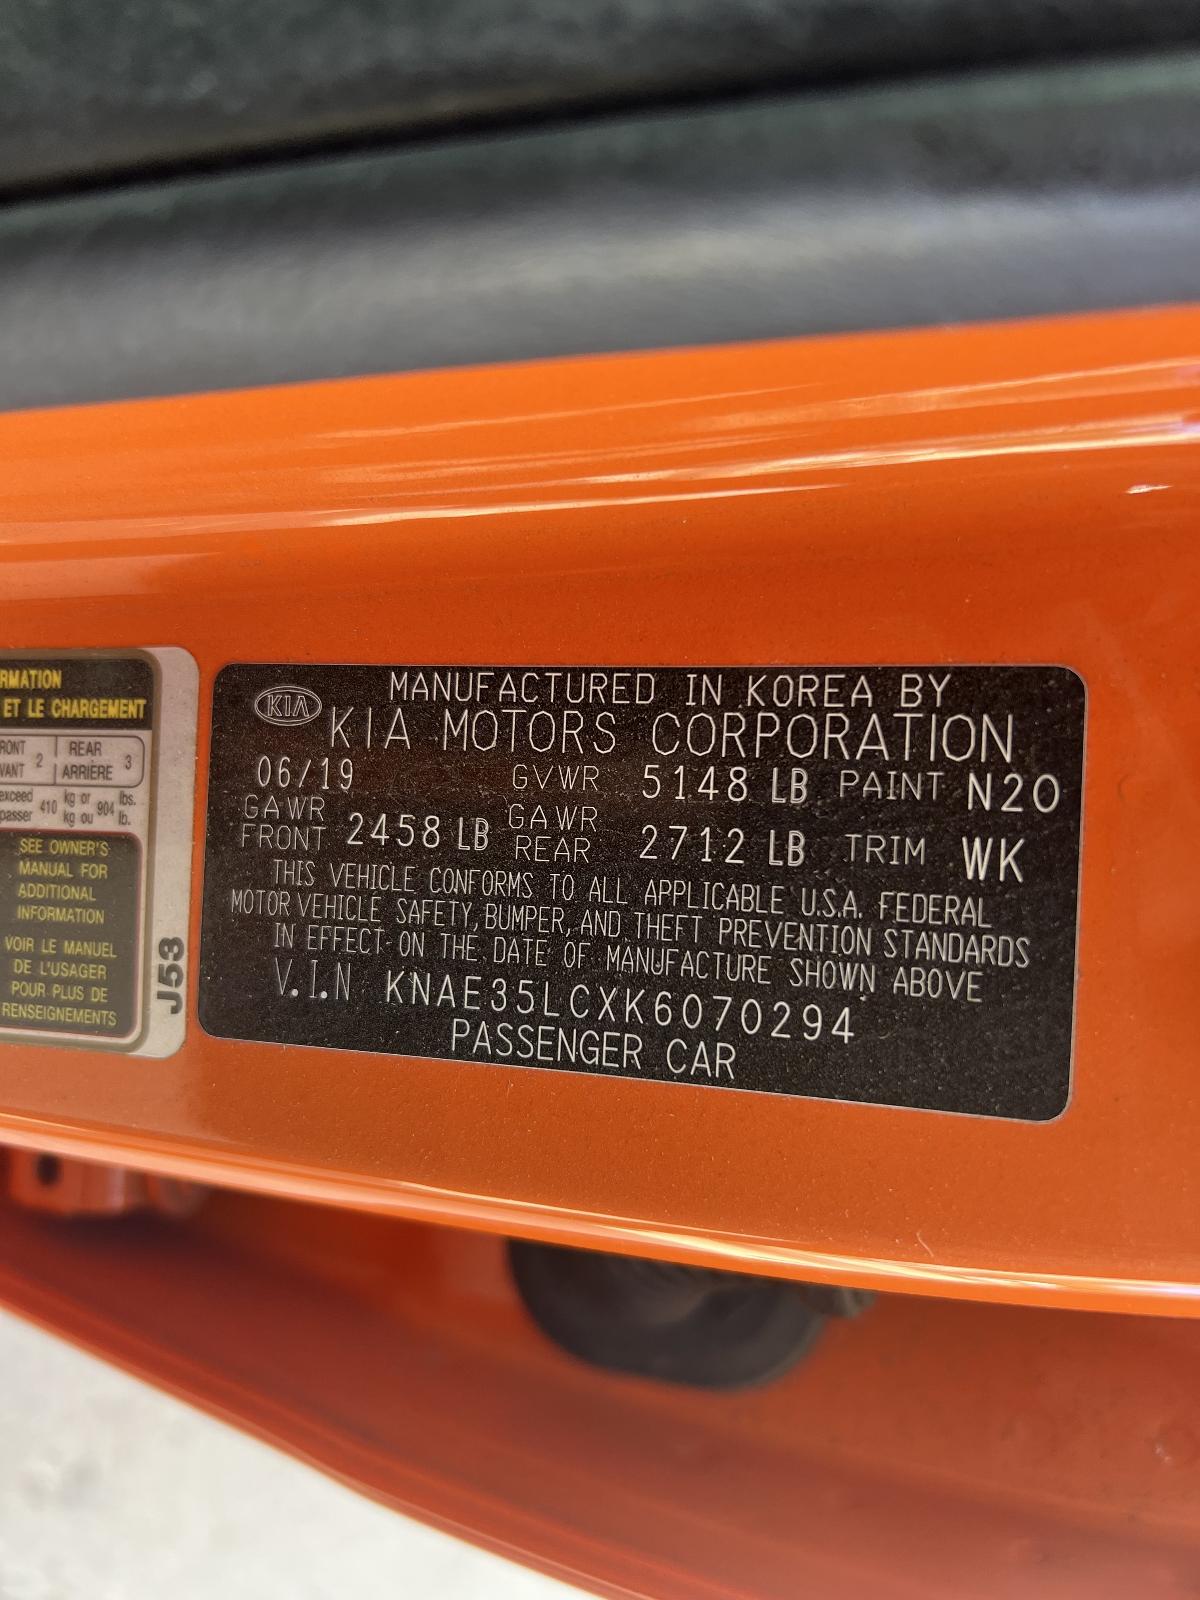 RMATION
ET LE CHARGEMENT
RONT
VANT 2
REAR
ARRIÈRE 3
exceed
passer 410 kg or
kg ou 904 lbs.
lb.
SEE OWNER'S
MANUAL FOR
ADDITIONAL
INFORMATION
VOIR LE MANUEL
DE L'USAGER
POUR PLUS DE
RENSEIGNEMENTS
J53
KIA
MANUFACTURED IN KOREA BY
KIA MOTORS CORPORATION
06/19 GVWR 5148 LB PAINT N20
GAWR
FRONT 2458 LB GAWR
REAR 2712 LB TRIM WK
THIS VEHICLE CONFORMS TO ALL APPLICABLE U.S.A. FEDERAL
MOTOR VEHICLE SAFETY, BUMPER, AND THEFT PREVENTION STANDARDS
IN EFFECT ON THE DATE OF MANUFACTURE SHOWN ABOVE
V.I.N KNAE35LCXK6070294
PASSENGER CAR